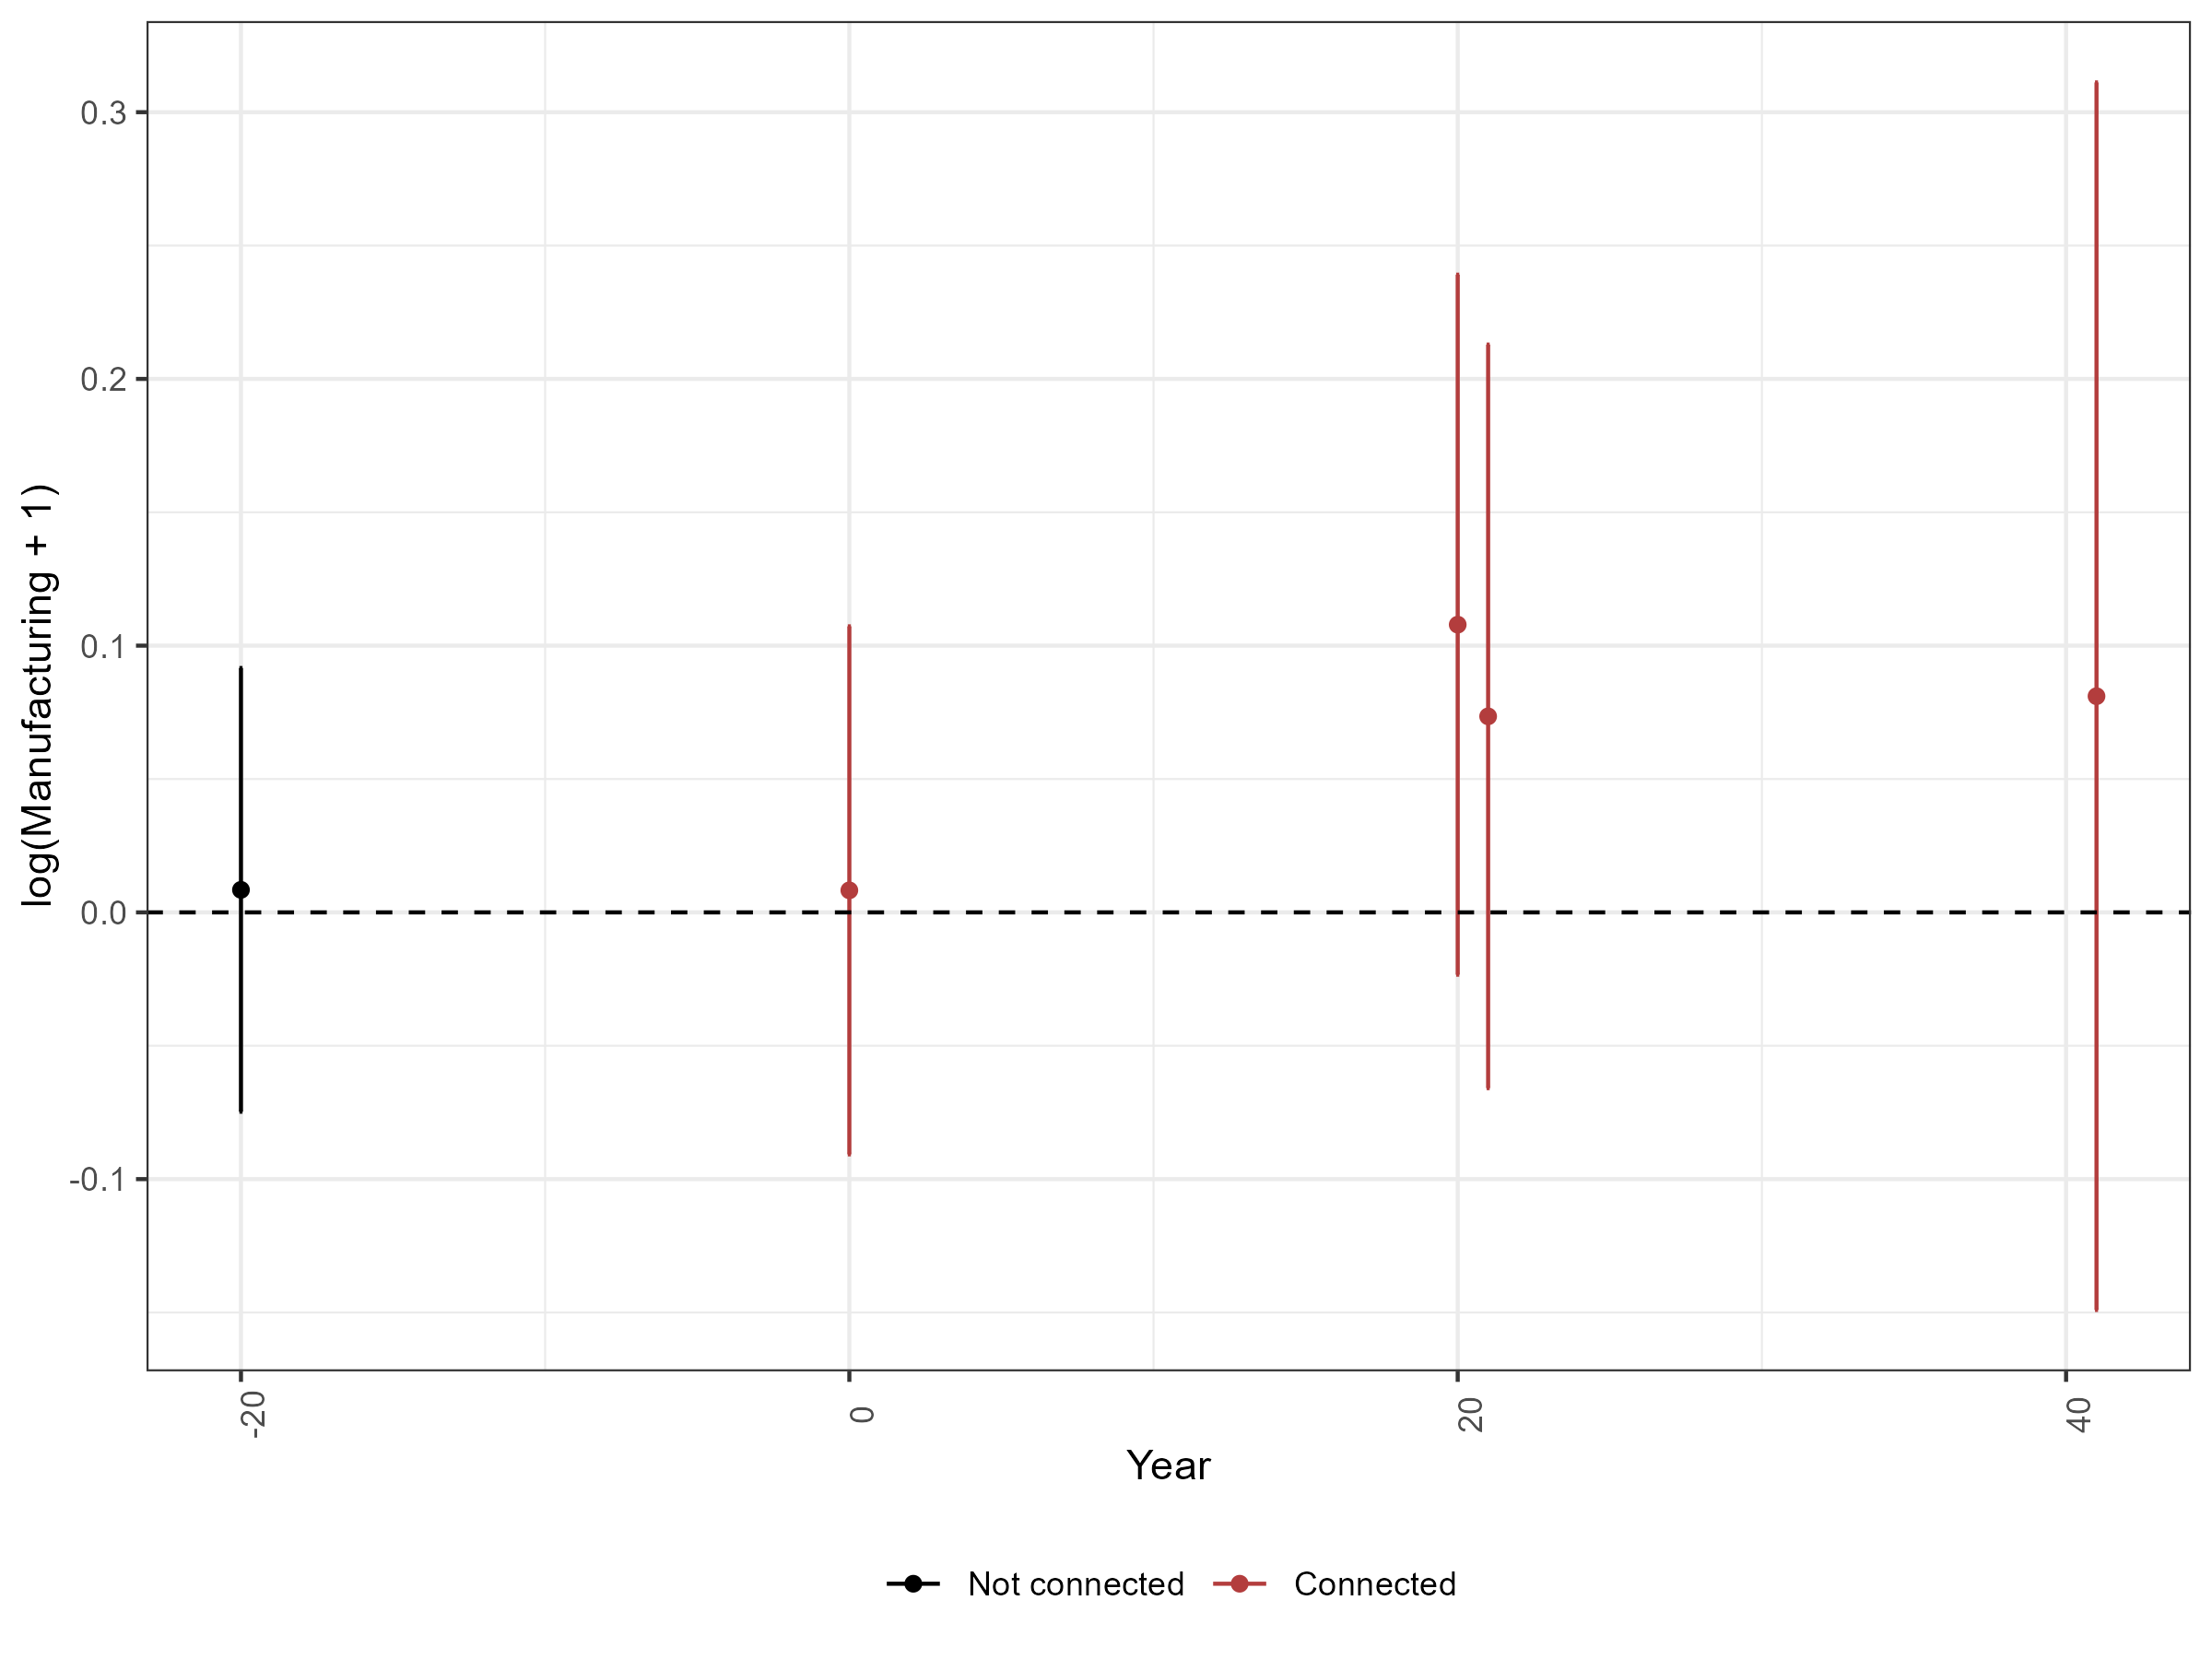 log(Manufacturing + 1)
0.3
0.2
0.1
0.0
-0.1
-20
0
20
40
Year
Not connected
Connected